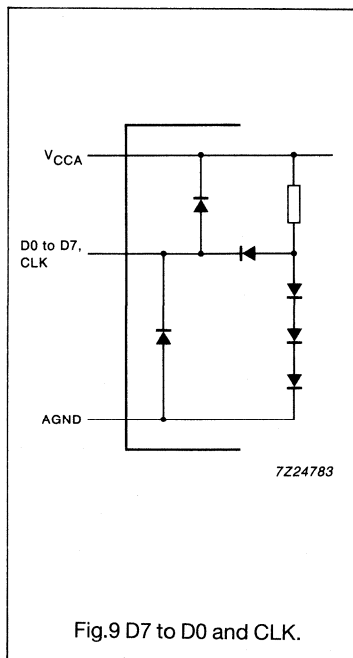 VCCA
D0 to D7,
CLK
AGND
7Z24783
Fig.9 D7 to D0 and CLK.